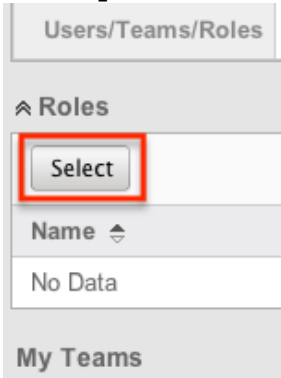 Users/Teams/Roles
Roles
Select
Name
No Data
My Teams